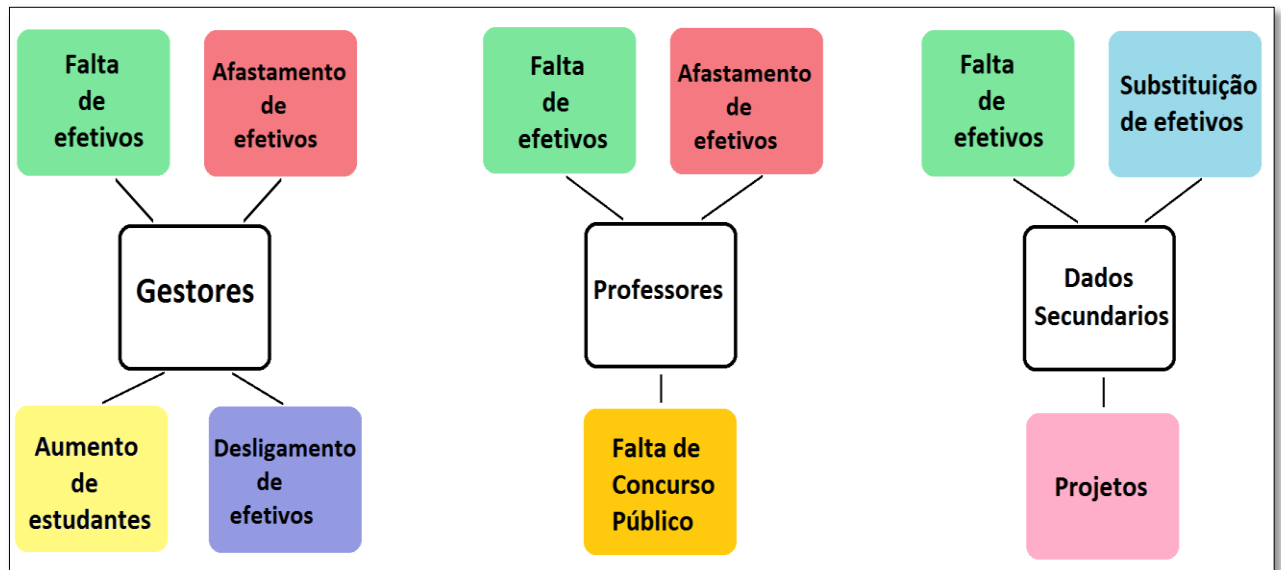 Falta
de
efetivos
Afastamento
de
efetivos
Gestores
Aumento
de
estudantes
Desligamento
de
efetivos
Falta
de
efetivos
Afastamento
de
efetivos
Professores
Falta de
Concurso
Público
Falta
de
efetivos
Substituição
de efetivos
Dados
Secundarios
Projetos